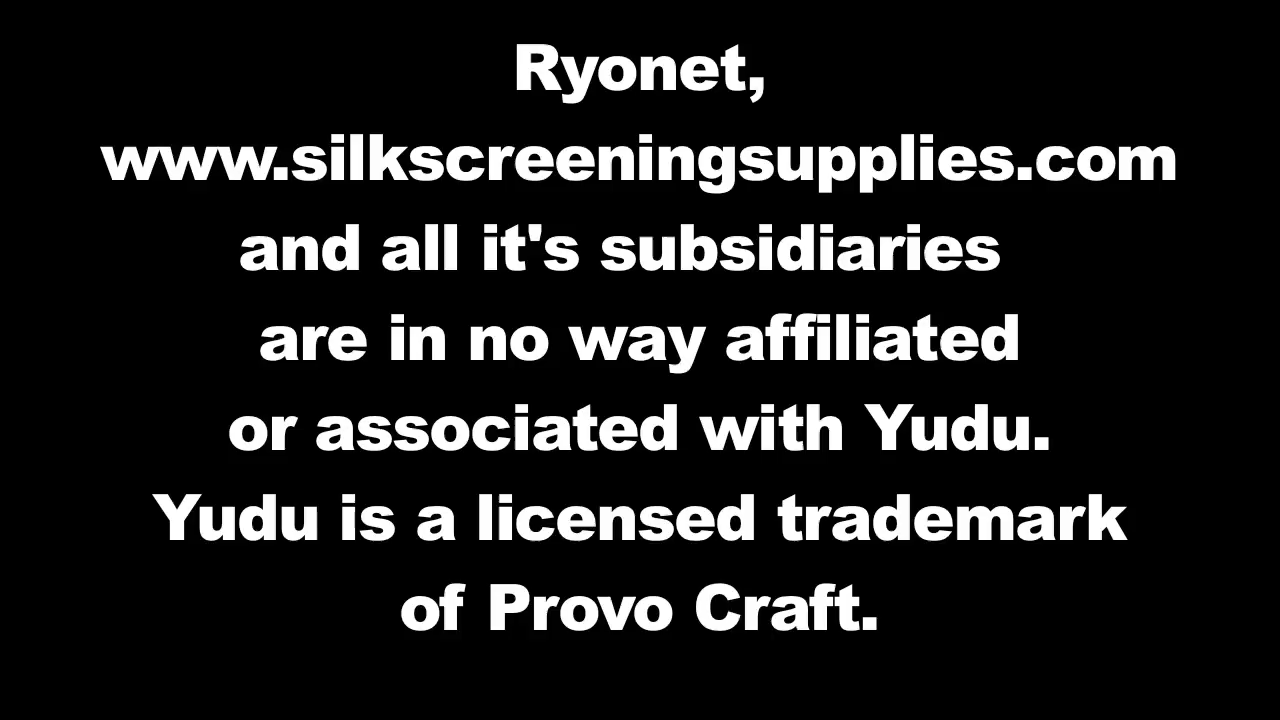 Ryonet,
www.silkscreeningsupplies.com
and all it's subsidiaries
are in no way affiliated
or associated with Yudu.
Yudu is a licensed trademark
of Provo Craft.